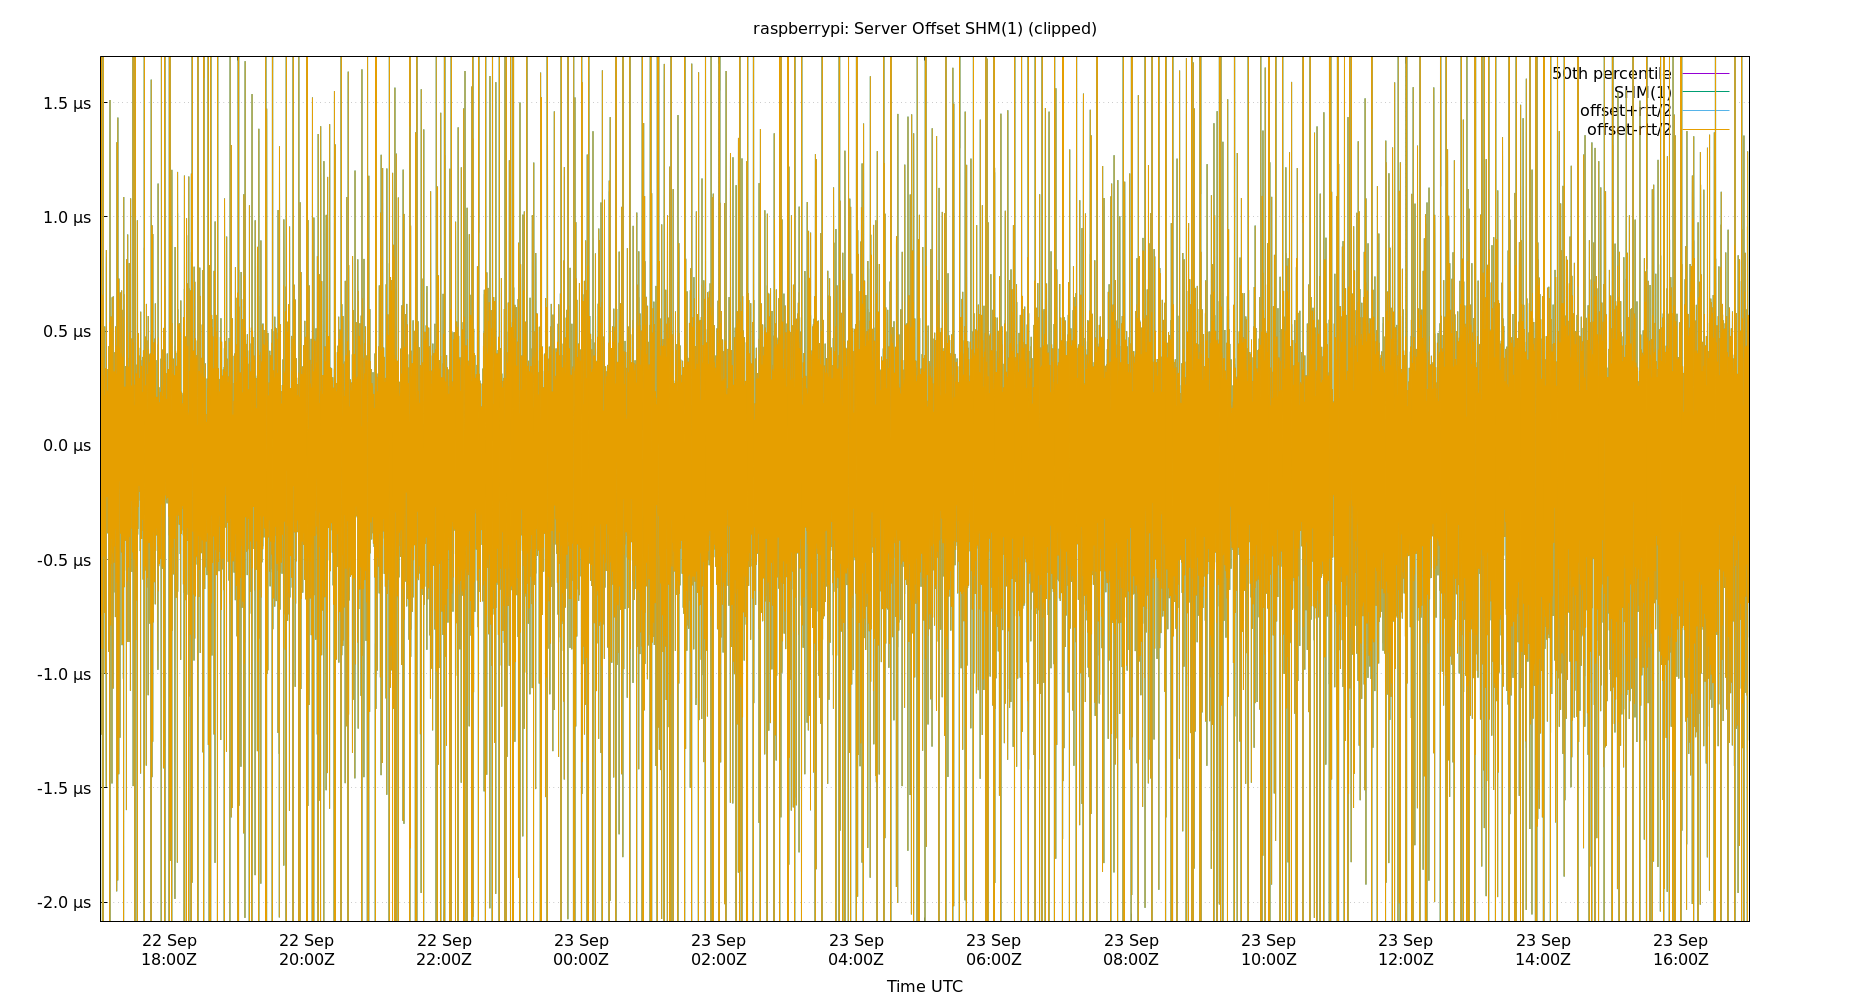 raspberrypi: Server Offset SHM(1) (clipped)
50th percentile
SHM(1)
offset+rtt/2
offset-rtt/2
1.5 µs
1.0 µs
0.5 µs
0.0 µs
-0.5 µs
-1.0 µs
-1.5 µs
-2.0 µs
22 Sep 22 Sep 22 Sep 23 Sep 23 Sep 23 Sep 23 Sep 23 Sep 23 Sep 23 Sep 23 Sep 23 Sep
18:00Z 20:00Z 22:00Z 00:00Z 02:00Z 04:00Z 06:00Z 08:00Z 10:00Z 12:00Z 14:00Z 16:00Z
Time UTC